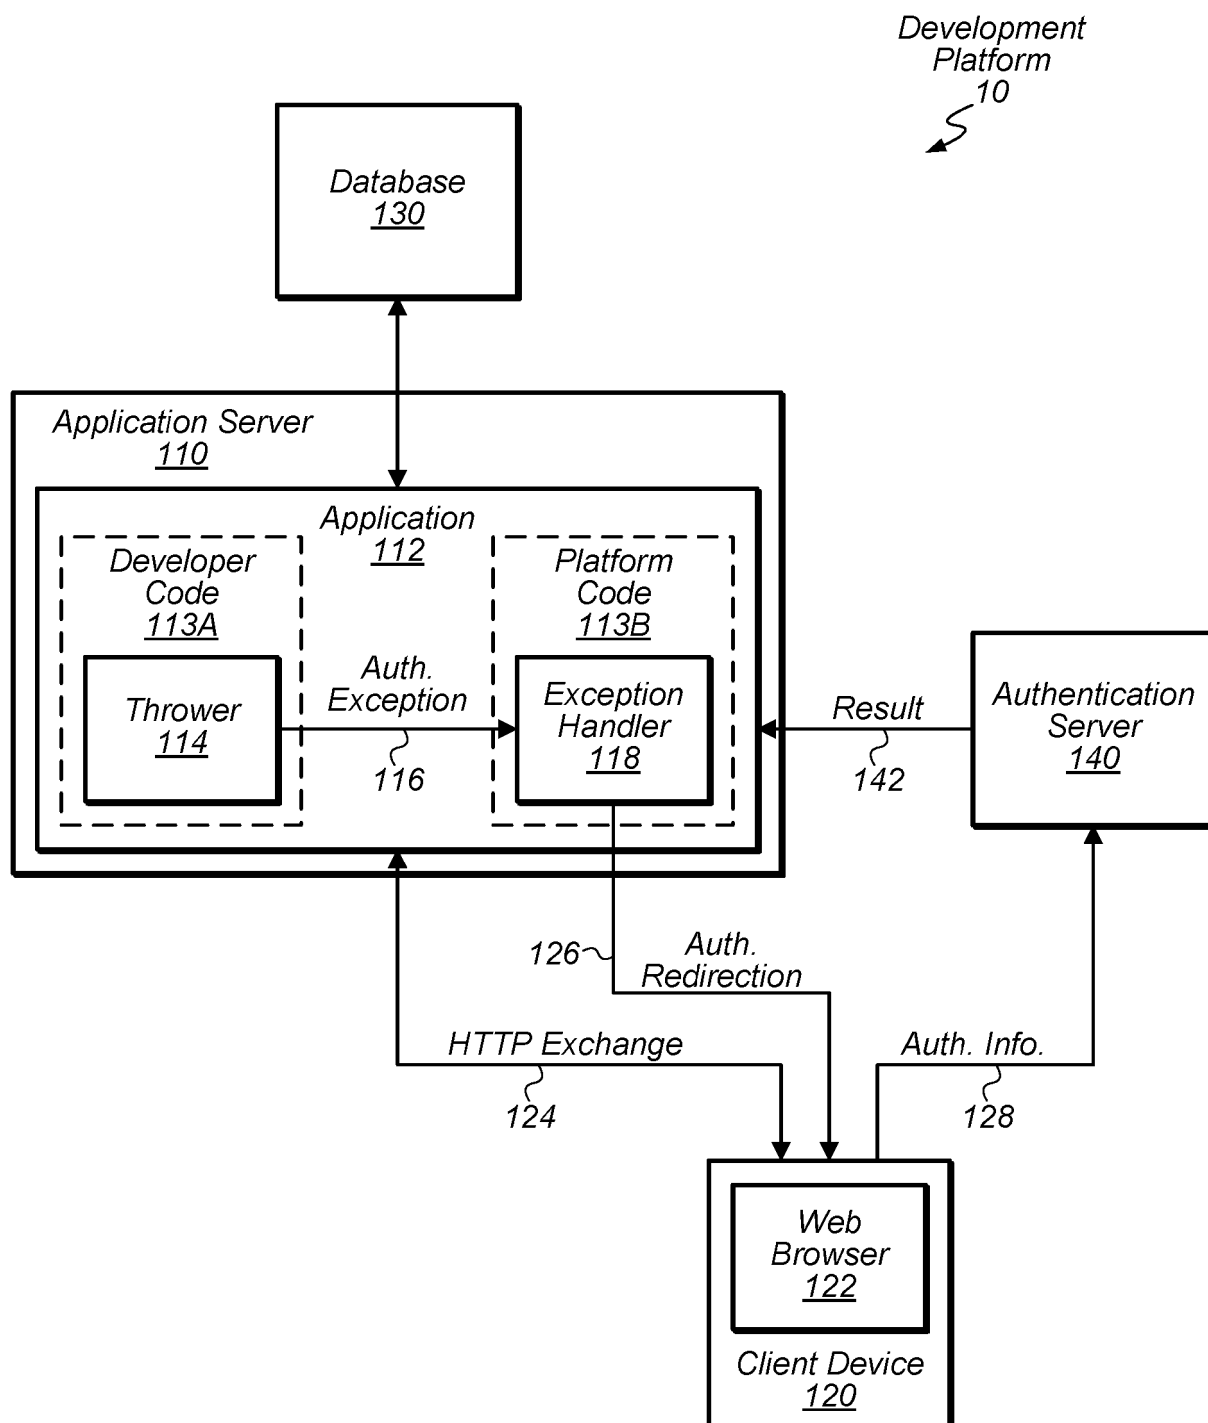 Development
Platform
10
Database
130
Application Server
110
Application
112
Developer
Code
113A
Platform
Code
113B
Thrower
114
Auth.
Exception
116
Exception
Handler
118
Result
142
Authentication
Server
140
126
Auth.
Redirection
HTTP Exchange
124
Auth. Info.
128
Web
Browser
122
Client Device
120